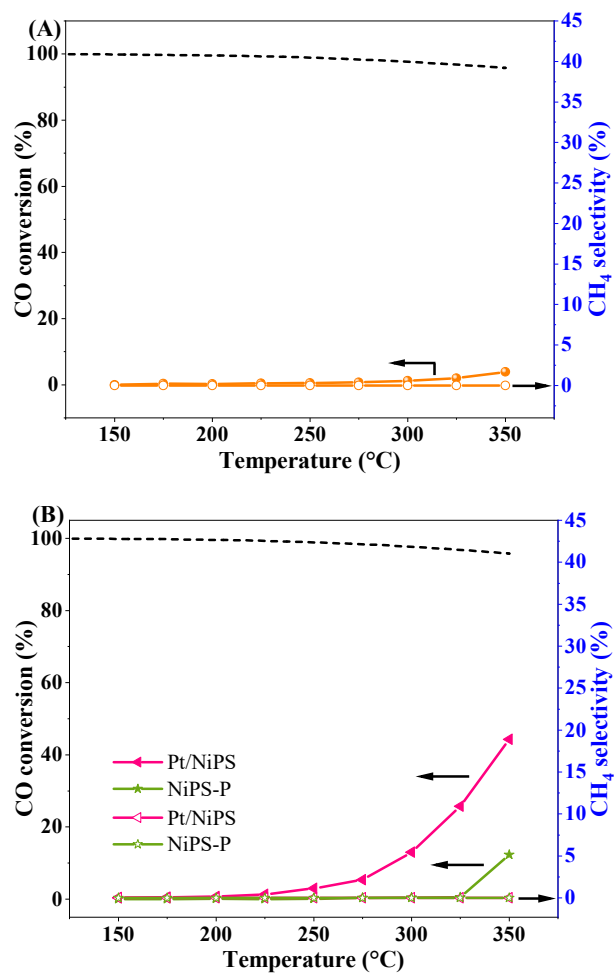 (A)
CO conversion (%)
100
80
60
40
20
0
45
40
35
30
25
20
15
10
5
0
CH₄ selectivity (%)
150 200 250 300 350
Temperature (°C)
(B)
CO conversion (%)
100
80
60
40
20
0
45
40
35
30
25
20
15
10
5
0
CH₄ selectivity (%)
Pt/NiPS
NiPS-P
Pt/NiPS
NiPS-P
150 200 250 300 350
Temperature (°C)